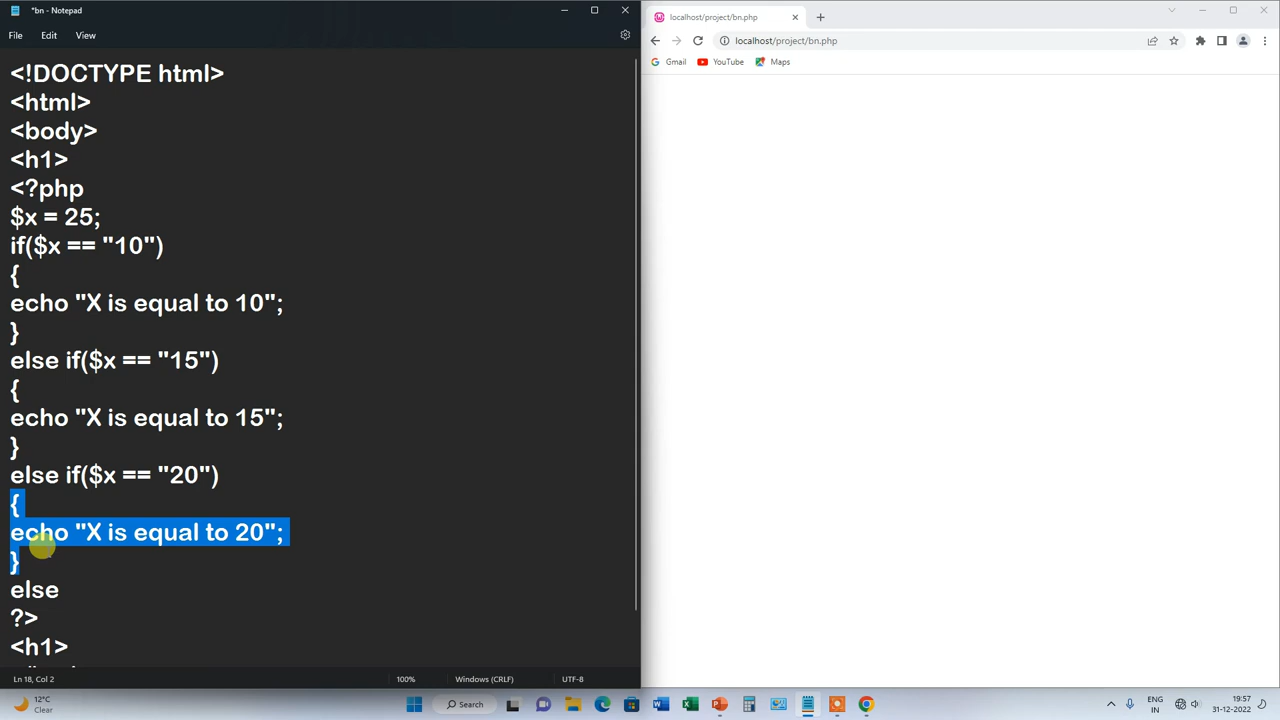 *bn - Notepad
File Edit View
<!DOCTYPE html>
<html>
<body>
<h1>
<?php
$x = 25;
if($x == "10")
{
echo "X is equal to 10";
}
else if($x == "15")
{
echo "X is equal to 15";
}
else if($x == "20")
{
echo "X is equal to 20";
}
else
?>
<h1>
Ln 18, Col 2
100%
Windows (CRLF)
UTF-8
localhost/project/bn.php
localhost/project/bn.php
Gmail YouTube Maps
12°C
Clear
Search
ENG
IN
19:57
31-12-2022